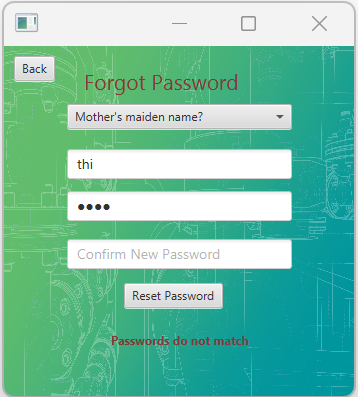 Back
Forgot Password
Mother's maiden name?
thi
●●●●
Confirm New Password
Reset Password
Passwords do not match